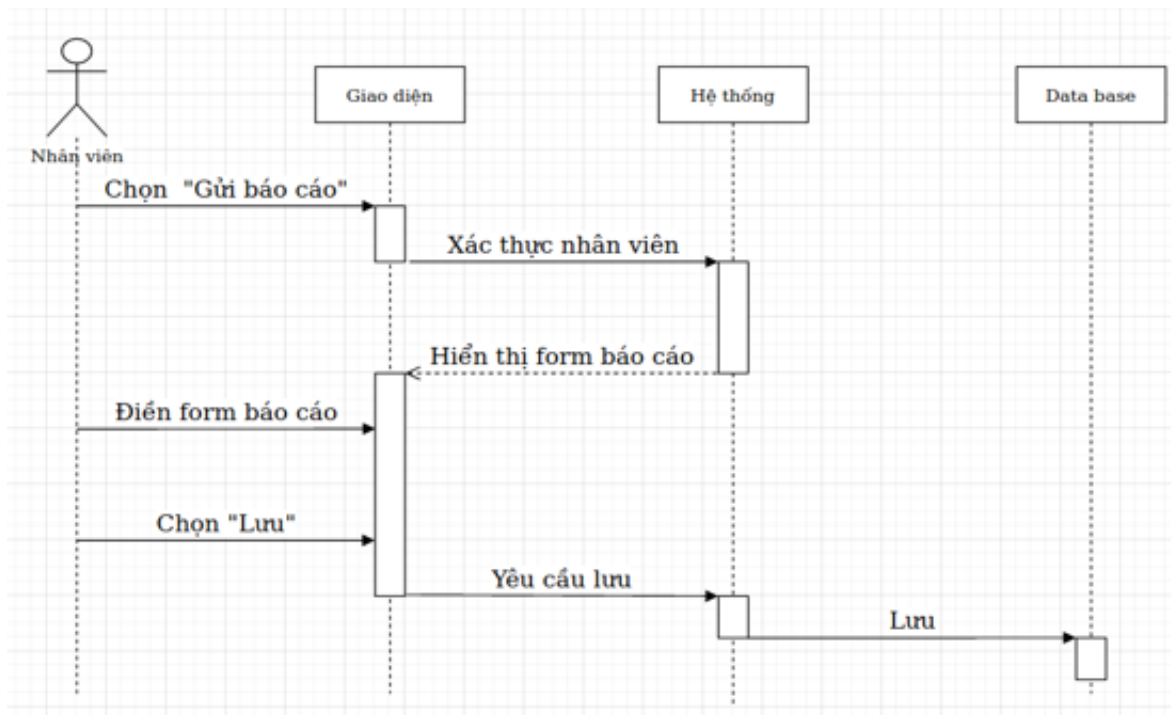 Giao diện
Hệ thống
Data base
Nhân viên
Chọn "Gửi báo cáo"
Xác thực nhân viên
Hiển thị form báo cáo
Điền form báo cáo
Chọn "Lưu"
Yêu cầu lưu
Lưu